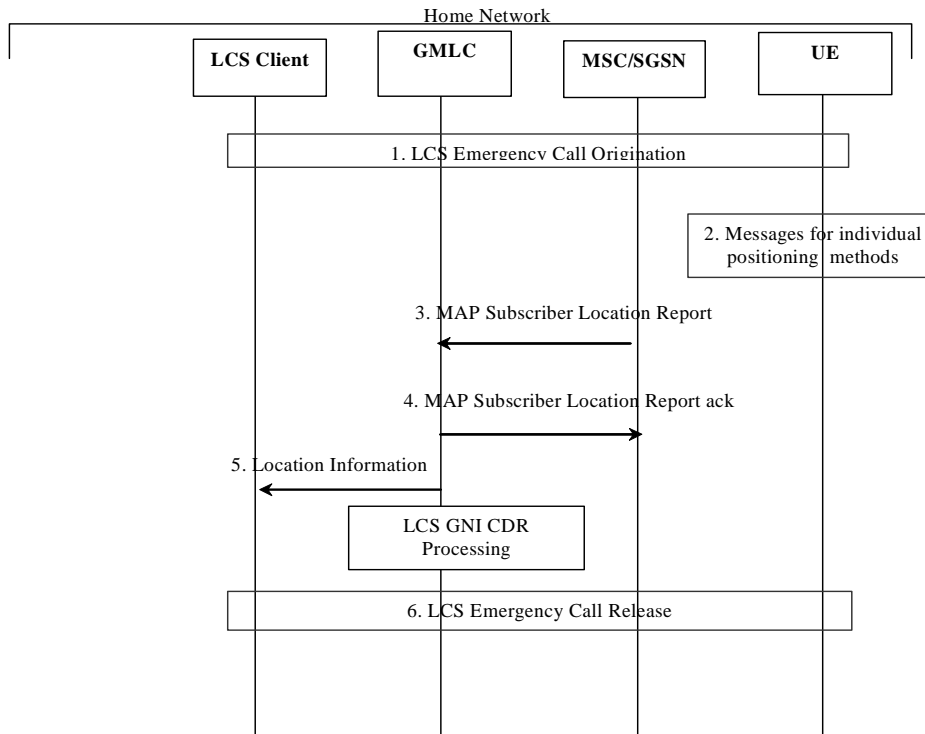 Home Network
LCS Client
GMLC
MSC/SGSN
UE
1. LCS Emergency Call Origination
2. Messages for individual
positioning methods
3. MAP Subscriber Location Report
4. MAP Subscriber Location Report ack
5. Location Information
LCS GNI CDR
Processing
6. LCS Emergency Call Release